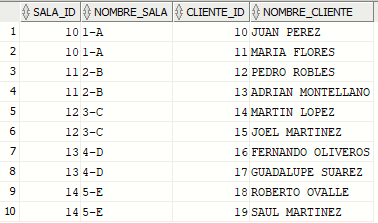 SALA_ID NOMBRE_SALA CLIENTE_ID NOMBRE_CLIENTE
1 10 1-A 10 JUAN PEREZ
2 10 1-A 11 MARIA FLORES
3 11 2-B 12 PEDRO ROBLES
4 11 2-B 13 ADRIAN MONTELLANO
5 12 3-C 14 MARTIN LOPEZ
6 12 3-C 15 JOEL MARTINEZ
7 13 4-D 16 FERNANDO OLIVEROS
8 13 4-D 17 GUADALUPE SUAREZ
9 14 5-E 18 ROBERTO OVALLE
10 14 5-E 19 SAUL MARTINEZ